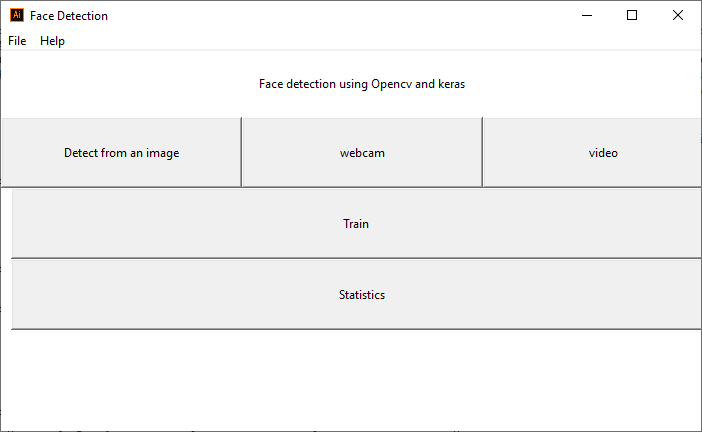 Ai Face Detection
File Help
Face detection using Opencv and keras
Detect from an image webcam video
Train
Statistics